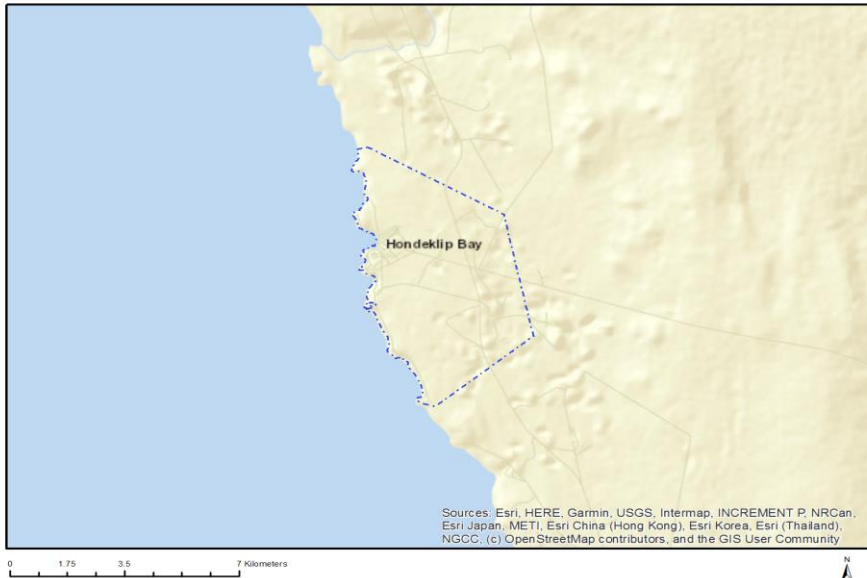 Hondeklip Bay
Sources: Esri, HERE, Garmin, USGS, Intermap, INCREMENT P, NRCan,
Esri Japan, METI, Esri China (Hong Kong), Esri Korea, Esri (Thailand),
NGCC, (c) OpenStreetMap contributors, and the GIS User Community
0 1.75 3.5 7 Kilometers
N